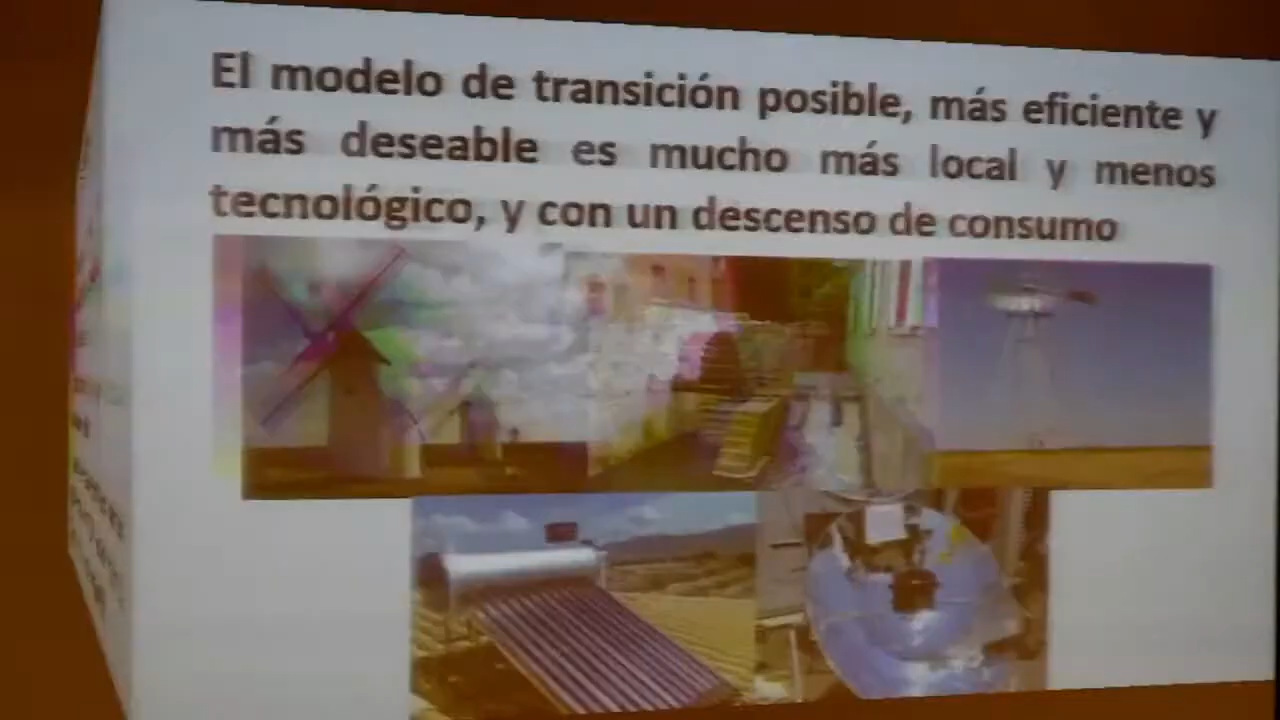 El modelo de transición posible, más eficiente y
más deseable es mucho más local y menos
tecnológico, y con un descenso de consumo